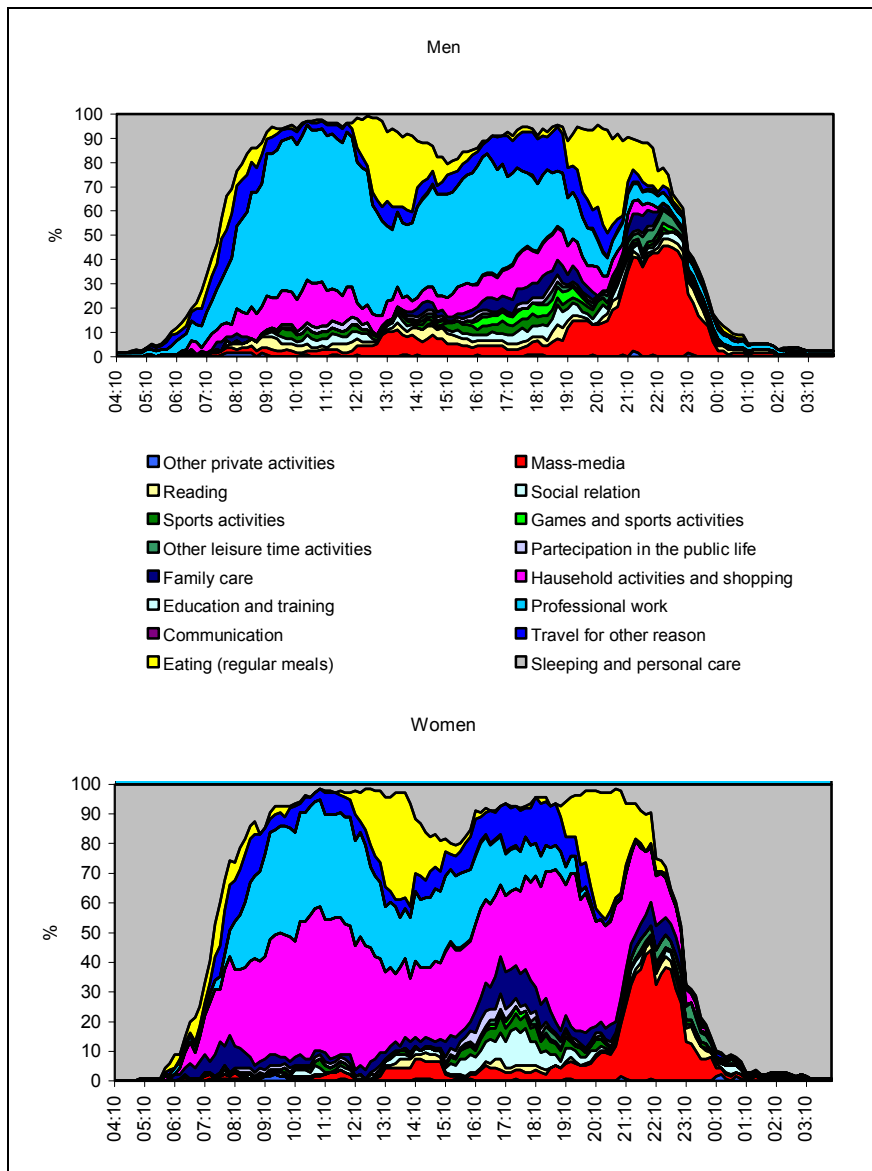 Men
100
90
80
70
60
50
40
30
20
10
0
%
04:10 05:10 06:10 07:10 08:10 09:10 10:10 11:10 12:10 13:10 14:10 15:10 16:10 17:10 18:10 19:10 20:10 21:10 22:10 23:10 00:10 01:10 02:10 03:10
Other private activities Mass-media
Reading Social relation
Sports activities Games and sports activities
Other leisure time activities Partecipation in the public life
Family care Hausehold activities and shopping
Education and training Professional work
Communication Travel for other reason
Eating (regular meals) Sleeping and personal care
Women
100
90
80
70
60
50
40
30
20
10
0
%
04:10 05:10 06:10 07:10 08:10 09:10 10:10 11:10 12:10 13:10 14:10 15:10 16:10 17:10 18:10 19:10 20:10 21:10 22:10 23:10 00:10 01:10 02:10 03:10